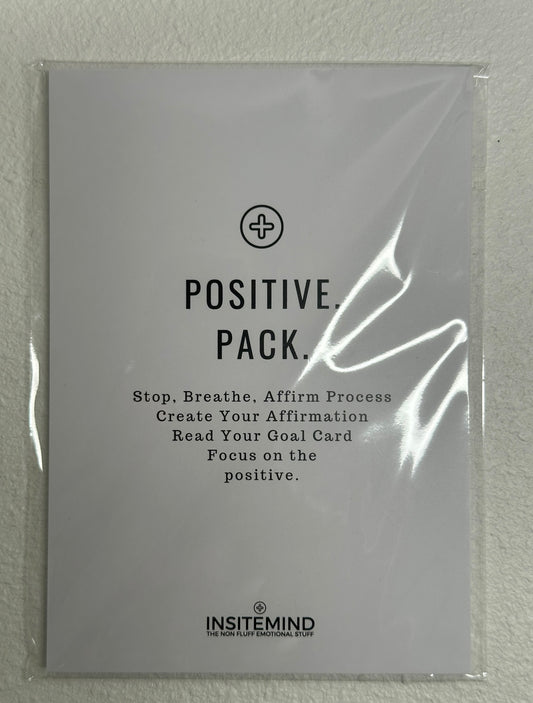 POSITIVE.
PACK.
Stop, Breathe, Affirm Process
Create Your Affirmation
Read Your Goal Card
Focus on the
positive.
INSITEMIND
THE NON FLUFF EMOTIONAL STUFF